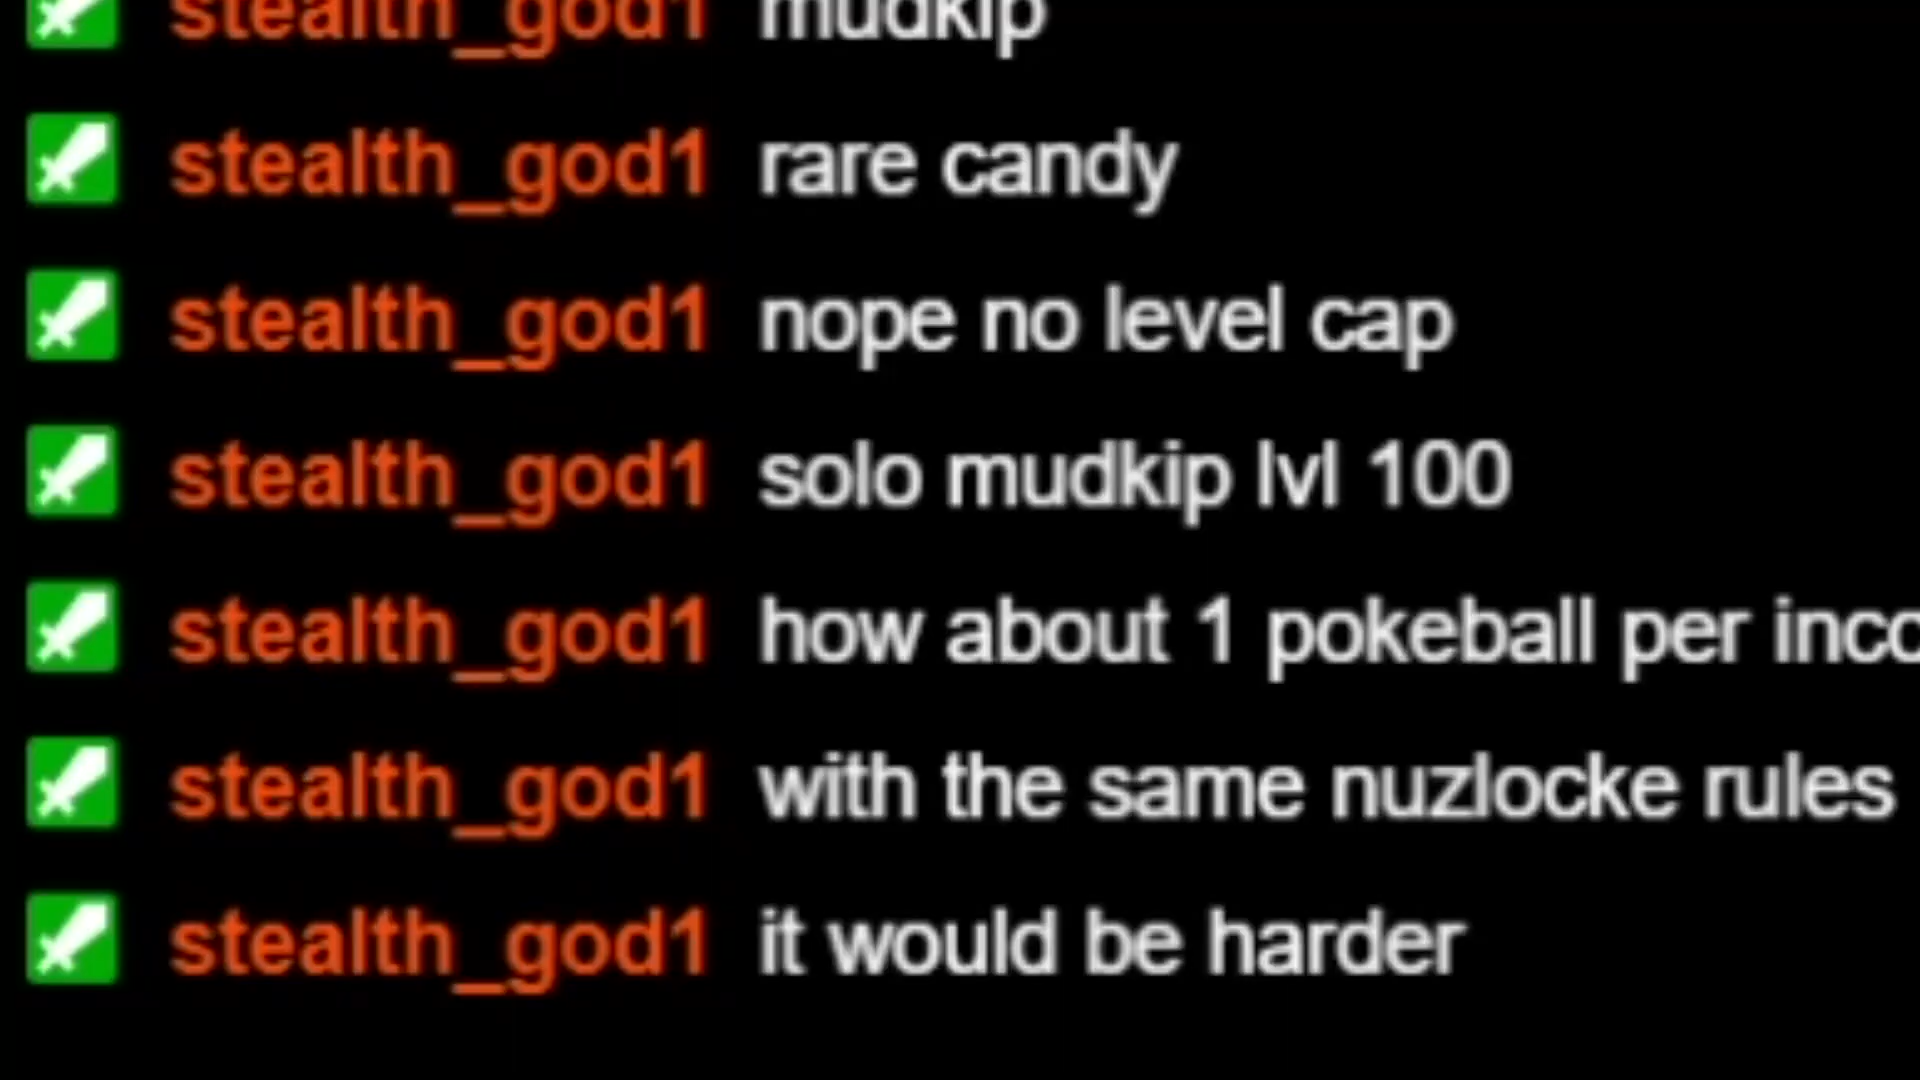 stealth_god1 mudkip
stealth_god1 rare candy
stealth_god1 nope no level cap
stealth_god1 solo mudkip lvl 100
stealth_god1 how about 1 pokeball per
stealth_god1 with the same nuzlocke rules
stealth_god1 it would be harder